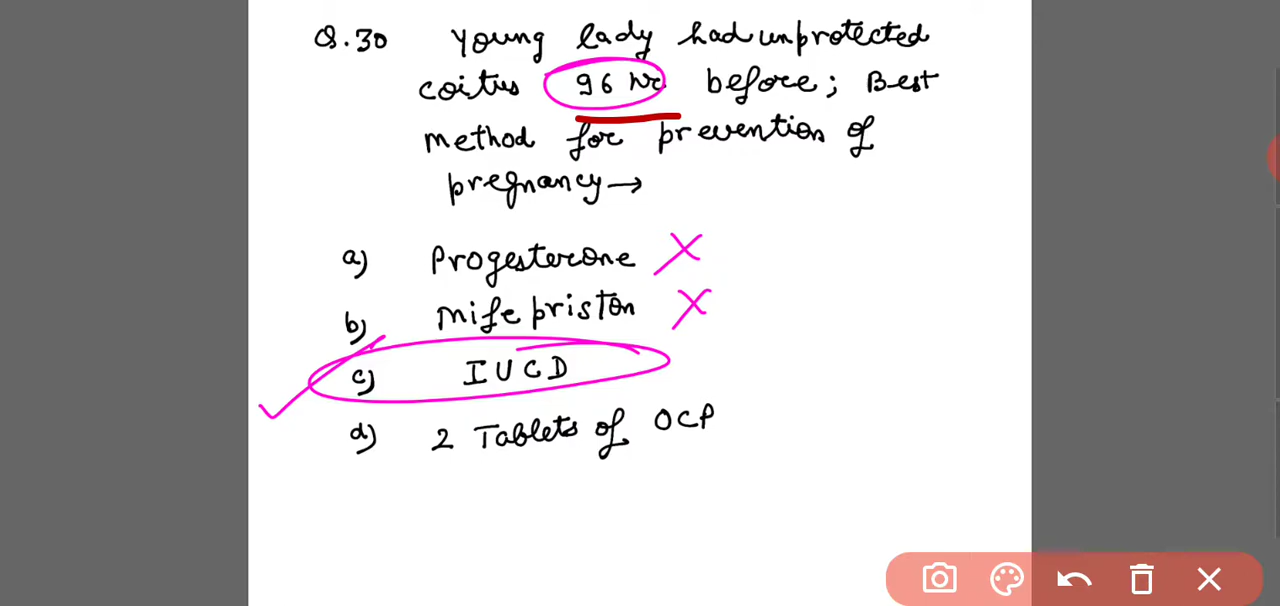 Q.30 Young lady had unprotected
coitus 96 hr before; Best
method for prevention of
pregnancy→
a) Progesterone
b) Mifepriston
c) IUCD
d) 2 Tablets of OCP